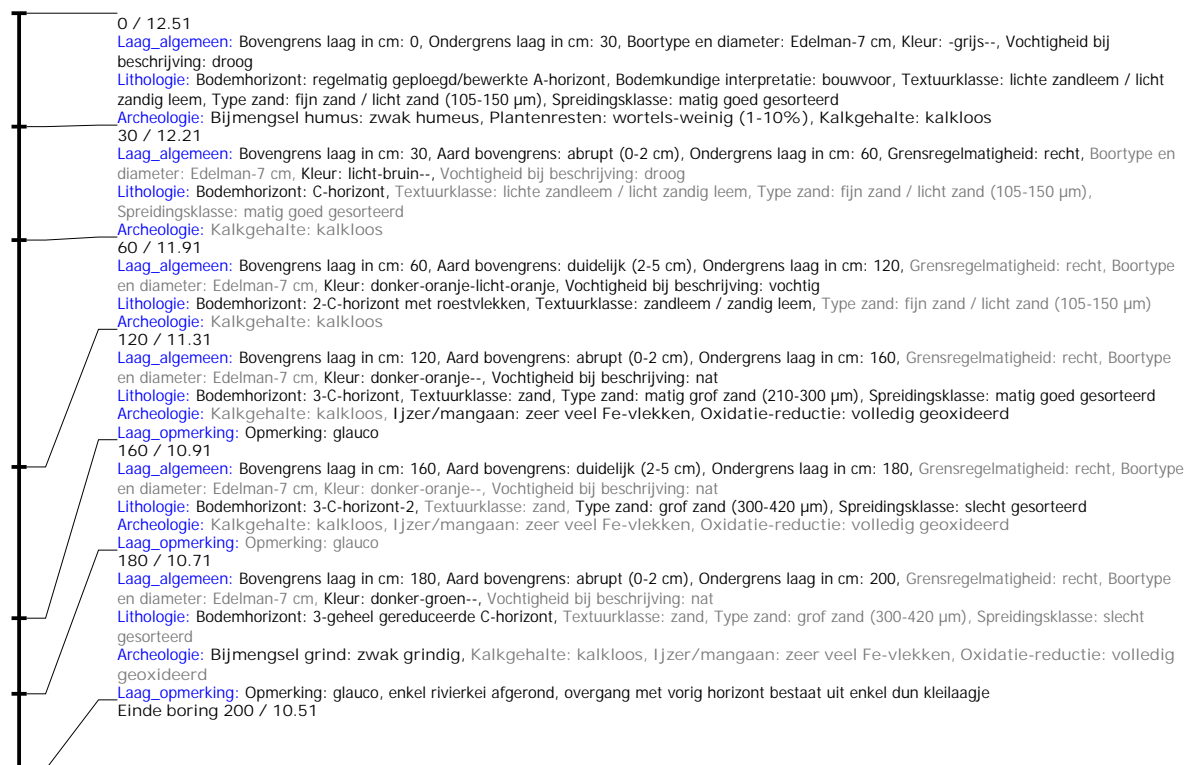 0 / 12.51
Laag_algemeen: Bovengrens laag in cm: 0, Ondergrens laag in cm: 30, Boortype en diameter: Edelman-7 cm, Kleur: -grijs--, Vochtigheid bij
beschrijving: droog
Lithologie: Bodemhorizont: regelmatig geploegd/bewerkte A-horizont, Bodemkundige interpretatie: bouwvoor, Textuurklasse: lichte zandleem / licht
zandig leem, Type zand: fijn zand / licht zand (105-150 µm), Spreidingsklasse: matig goed gesorteerd
Archeologie: Bijmengsel humus: zwak humeus, Plantenresten: wortels-weinig (1-10%), Kalkgehalte: kalkloos
30 / 12.21
Laag_algemeen: Bovengrens laag in cm: 30, Aard bovengrens: abrupt (0-2 cm), Ondergrens laag in cm: 60, Grensregelmatigheid: recht, Boortype en
diameter: Edelman-7 cm, Kleur: licht-bruin--, Vochtigheid bij beschrijving: droog
Lithologie: Bodemhorizont: C-horizont, Textuurklasse: lichte zandleem / licht zandig leem, Type zand: fijn zand / licht zand (105-150 µm),
Spreidingsklasse: matig goed gesorteerd
Archeologie: Kalkgehalte: kalkloos
60 / 11.91
Laag_algemeen: Bovengrens laag in cm: 60, Aard bovengrens: duidelijk (2-5 cm), Ondergrens laag in cm: 120, Grensregelmatigheid: recht, Boortype
en diameter: Edelman-7 cm, Kleur: donker-oranje-licht-oranje, Vochtigheid bij beschrijving: vochtig
Lithologie: Bodemhorizont: 2-C-horizont met roestvlekken, Textuurklasse: zandleem / zandig leem, Type zand: fijn zand / licht zand (105-150 µm)
Archeologie: Kalkgehalte: kalkloos
120 / 11.31
Laag_algemeen: Bovengrens laag in cm: 120, Aard bovengrens: abrupt (0-2 cm), Ondergrens laag in cm: 160, Grensregelmatigheid: recht, Boortype
en diameter: Edelman-7 cm, Kleur: donker-oranje--, Vochtigheid bij beschrijving: nat
Lithologie: Bodemhorizont: 3-C-horizont, Textuurklasse: zand, Type zand: matig grof zand (210-300 µm), Spreidingsklasse: matig goed gesorteerd
Archeologie: Kalkgehalte: kalkloos, Ijzer/mangaan: zeer veel Fe-vlekken, Oxidatie-reductie: volledig geoxideerd
Laag_opmerking: Opmerking: glauco
160 / 10.91
Laag_algemeen: Bovengrens laag in cm: 160, Aard bovengrens: duidelijk (2-5 cm), Ondergrens laag in cm: 180, Grensregelmatigheid: recht, Boortype
en diameter: Edelman-7 cm, Kleur: donker-oranje--, Vochtigheid bij beschrijving: nat
Lithologie: Bodemhorizont: 3-C-horizont-2, Textuurklasse: zand, Type zand: grof zand (300-420 µm), Spreidingsklasse: slecht gesorteerd
Archeologie: Kalkgehalte: kalkloos, Ijzer/mangaan: zeer veel Fe-vlekken, Oxidatie-reductie: volledig geoxideerd
Laag_opmerking: Opmerking: glauco
180 / 10.71
Laag_algemeen: Bovengrens laag in cm: 180, Aard bovengrens: abrupt (0-2 cm), Ondergrens laag in cm: 200, Grensregelmatigheid: recht, Boortype
en diameter: Edelman-7 cm, Kleur: donker-groen--, Vochtigheid bij beschrijving: nat
Lithologie: Bodemhorizont: 3-geheel gereduceerde C-horizont, Textuurklasse: zand, Type zand: grof zand (300-420 µm), Spreidingsklasse: slecht
gesorteerd
Archeologie: Bijmengsel grind: zwak grindig, Kalkgehalte: kalkloos, Ijzer/mangaan: zeer veel Fe-vlekken, Oxidatie-reductie: volledig
geoxideerd
Laag_opmerking: Opmerking: glauco, enkel rivierkei afgerond, overgang met vorig horizont bestaat uit enkel dun kleilaagje
Einde boring 200 / 10.51